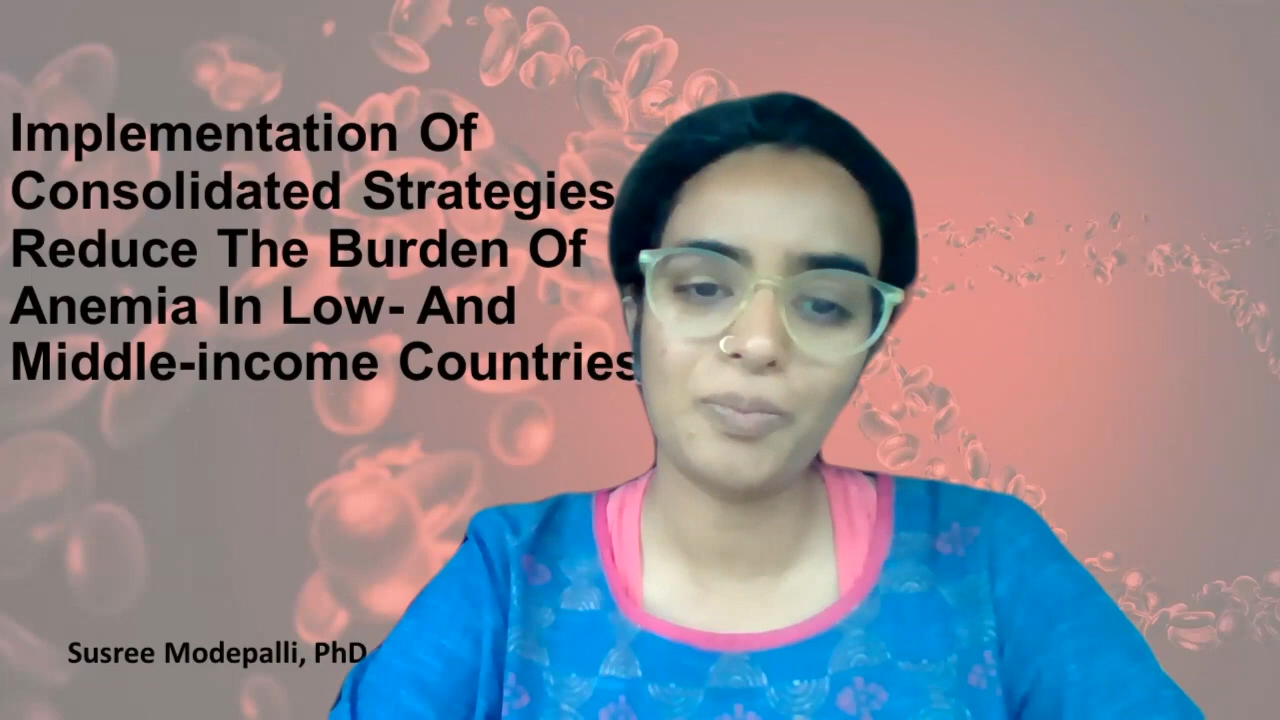 Implementation Of
Consolidated Strategies
Reduce The Burden Of
Anemia In Low- And
Middle-income Countries
Susree Modepalli, PhD